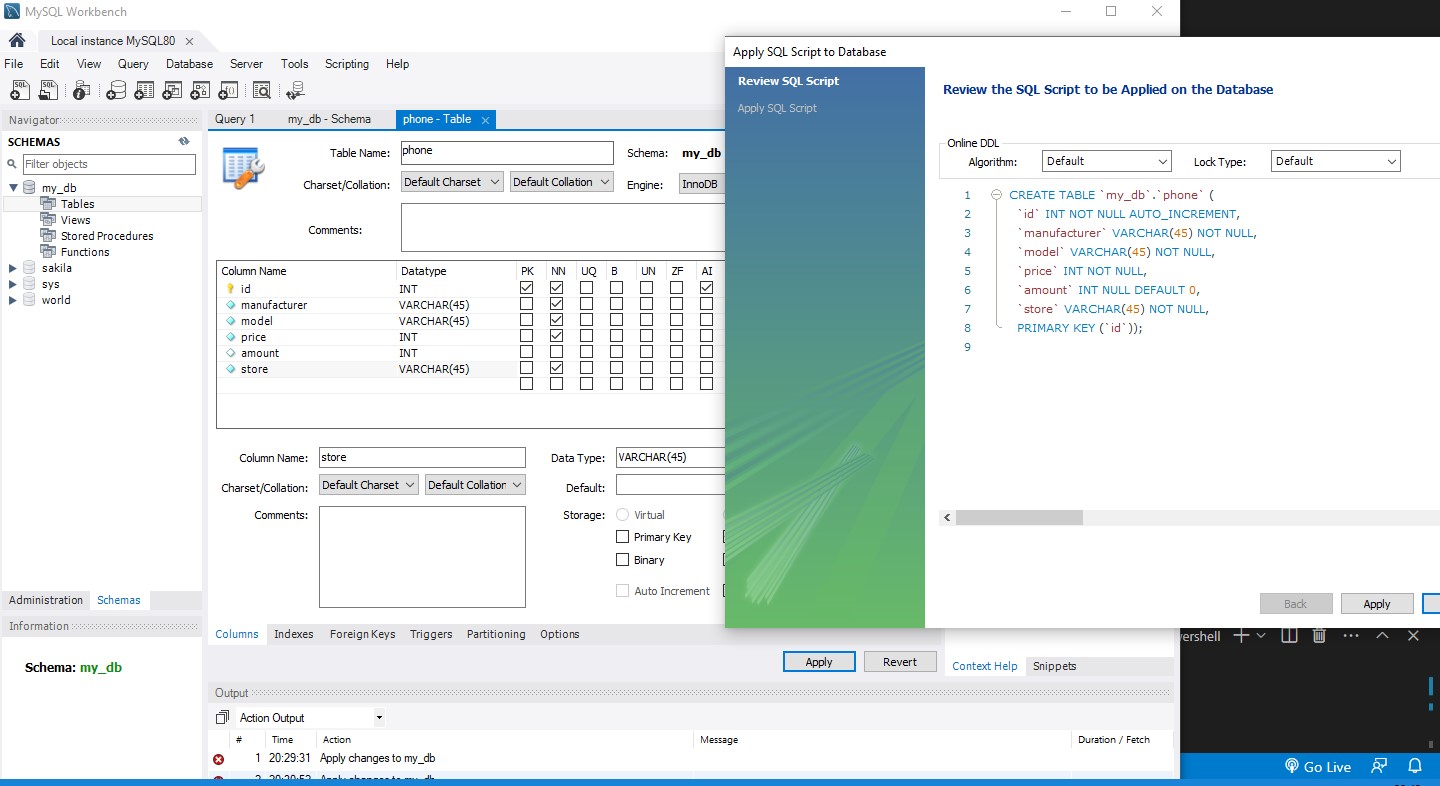 MySQL Workbench
Local instance MySQL80
File Edit View Query Database Server Tools Scripting Help
Navigator
SCHEMAS
Filter objects
my_db
Tables
Views
Stored Procedures
Functions
sakila
sys
world
Administration Schemas
Information
Schema: my_db
Query 1 my_db - Schema phone - Table
Table Name: phone Schema: my_db
Charset/Collation: Default Charset Default Collation Engine: InnoDB
Comments:
Column Name Datatype PK NN UQ B UN ZF AI
id INT
manufacturer VARCHAR(45)
model VARCHAR(45)
price INT
amount INT
store VARCHAR(45)
Column Name: store Data Type: VARCHAR(45)
Charset/Collation: Default Charset Default Collation Default:
Comments: Storage: Virtual
Primary Key
Binary
Auto Increment
Columns Indexes Foreign Keys Triggers Partitioning Options
Apply Revert
Output
Action Output
# Time Action Message Duration / Fetch
1 20:29:31 Apply changes to my_db
Apply SQL Script to Database
Review SQL Script
Apply SQL Script
Review the SQL Script to be Applied on the Database
Online DDL
Algorithm: Default Lock Type: Default
1 CREATE TABLE `my_db`.`phone` (
2 `id` INT NOT NULL AUTO_INCREMENT,
3 `manufacturer` VARCHAR(45) NOT NULL,
4 `model` VARCHAR(45) NOT NULL,
5 `price` INT NOT NULL,
6 `amount` INT NULL DEFAULT 0,
7 `store` VARCHAR(45) NOT NULL,
8 PRIMARY KEY (`id`));
9
Back Apply
ershell
Context Help Snippets
Go Live